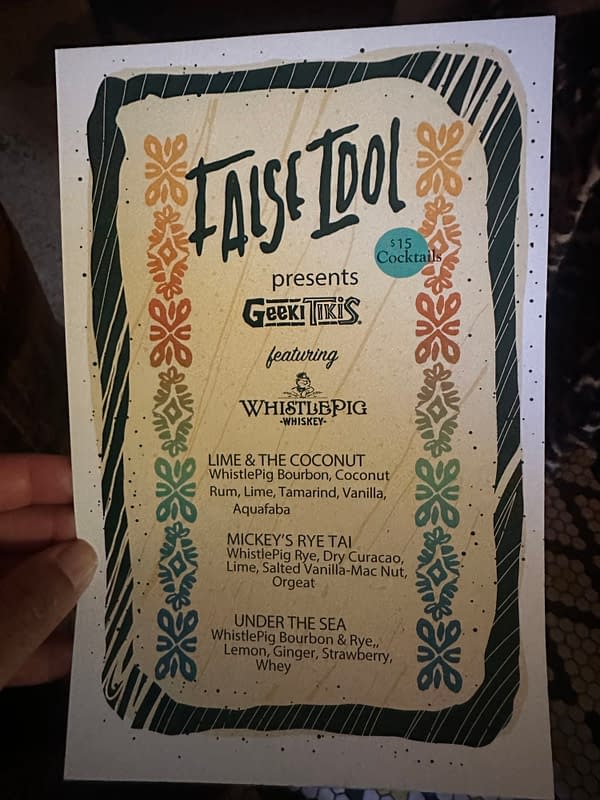 FALSE IDOL
$15
Cocktails
presents
GEEKI TIKIS®
featuring
WHISTLEPIG
-WHISKEY-
LIME & THE COCONUT
WhistlePig Bourbon, Coconut
Rum, Lime, Tamarind, Vanilla,
Aquafaba
MICKEY'S RYE TAI
WhistlePig Rye, Dry Curacao,
Lime, Salted Vanilla-Mac Nut,
Orgeat
UNDER THE SEA
WhistlePig Bourbon & Rye,,
Lemon, Ginger, Strawberry,
Whey